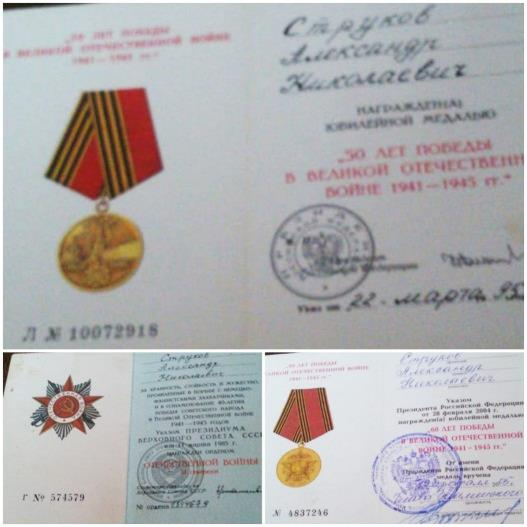 „50 ЛЕТ ПОБЕДЫ
В ВЕЛИКОЙ ОТЕЧЕСТВЕННОЙ ВОЙНЕ
1941—1945 гг."
Л № 10072918
Струков
Александр
Николаевич
НАГРАЖДЕН(А)
ЮБИЛЕЙНОЙ МЕДАЛЬЮ
„50 ЛЕТ ПОБЕДЫ
В ВЕЛИКОЙ ОТЕЧЕСТВЕНН
ВОЙНЕ 1941—1945 гг."
Федерации
Указ от 22 марта 95
Г № 574579
Струков
Александр
Николаевич
ЗА ХРАБРОСТЬ, СТОЙКОСТЬ И МУЖЕСТВО,
ПРОЯВЛЕННЫЕ В БОРЬБЕ С НЕМЕЦКО-
ФАШИСТСКИМИ ЗАХВАТЧИКАМИ,
И В ОЗНАМЕНОВАНИЕ 40-ЛЕТИЯ
ПОБЕДЫ СОВЕТСКОГО НАРОДА
В ВЕЛИКОЙ ОТЕЧЕСТВЕННОЙ ВОЙНЕ
1941—1945 ГОДОВ
Указом ПРЕЗИДИУМА
ВЕРХОВНОГО СОВЕТА СССР
от 11 марта 1985 г.
НАГРАЖДЕН ОРДЕНОМ
ОТЕЧЕСТВЕННОЙ ВОЙНЫ
II степени
№ ордена
„60 ЛЕТ ПОБЕДЫ
В ВЕЛИКОЙ ОТЕЧЕСТВЕННОЙ ВОЙНЕ
1941—1945 гг."
№ 4837246
Струков
Александр
Николаевич
Указом
Президента Российской Федерации
от 28 февраля 2004 г.
награжден(а) юбилейной медалью
„60 ЛЕТ ПОБЕДЫ
В ВЕЛИКОЙ ОТЕЧЕСТВЕННОЙ
ВОЙНЕ 1941—1945 гг."
От имени
Президента Российской Федерации
медаль вручена